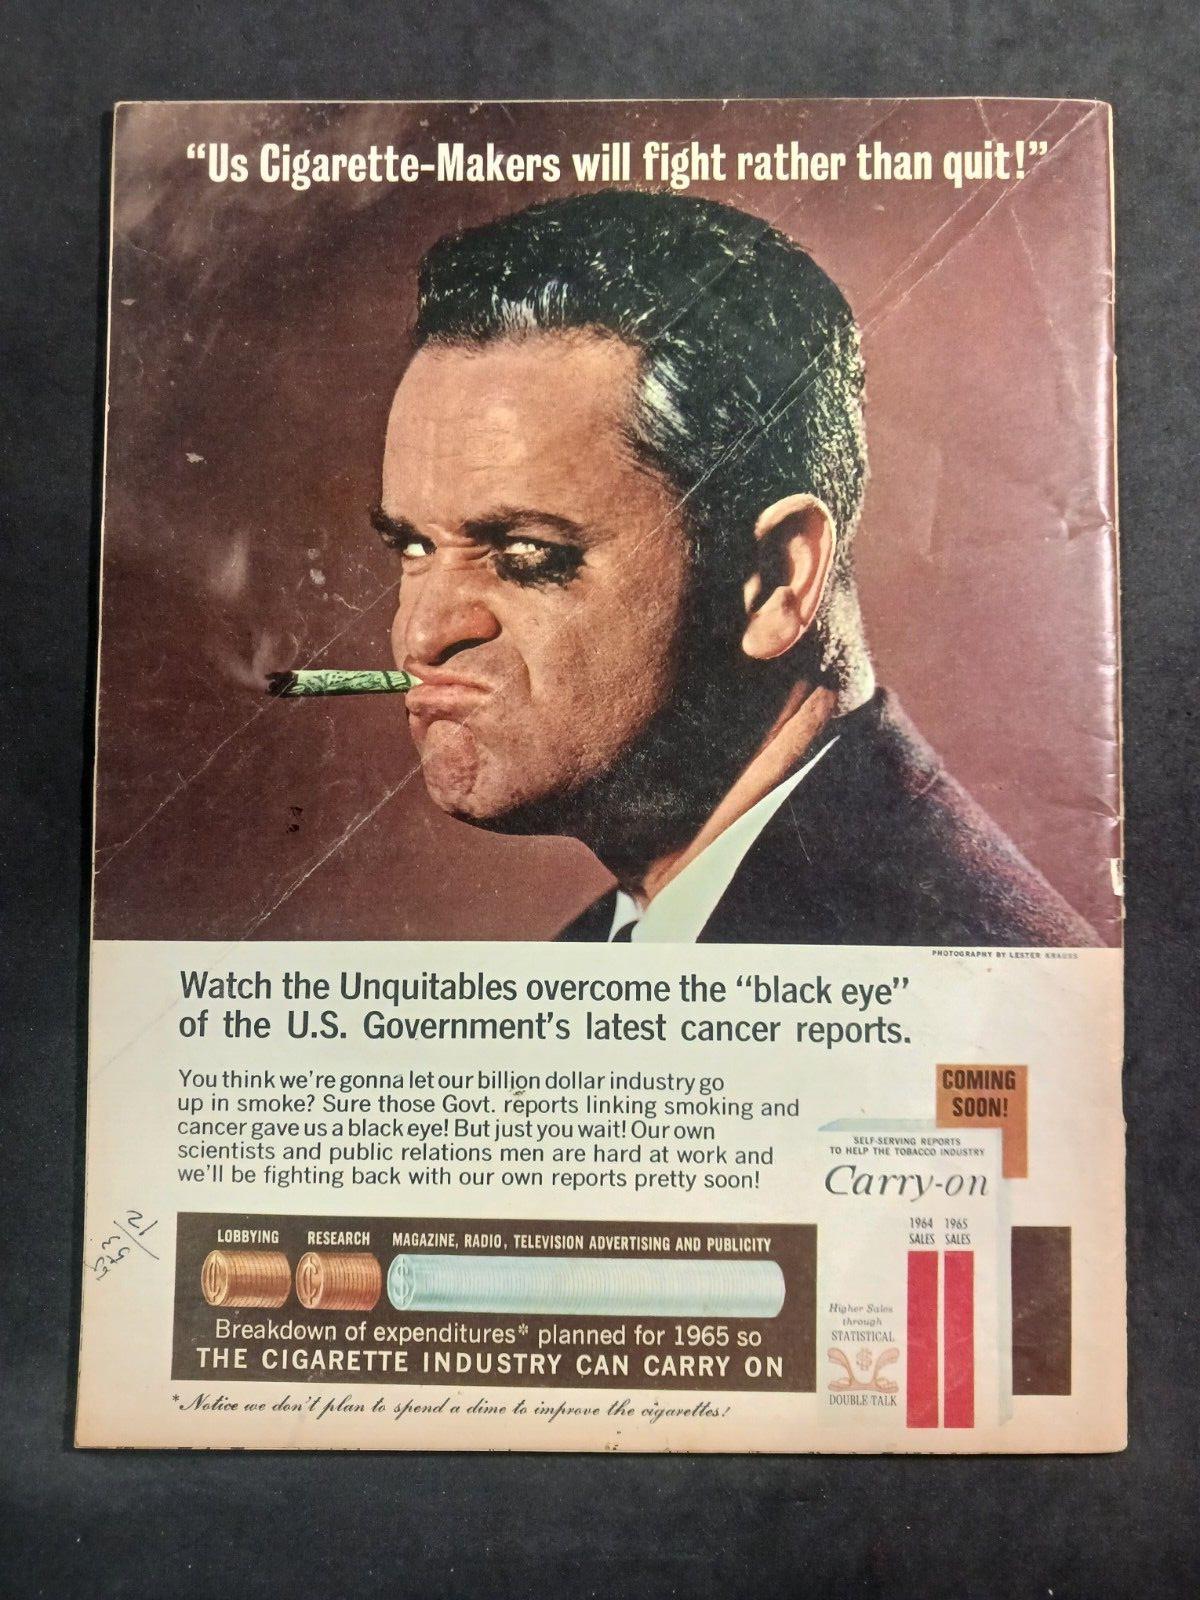 “Us Cigarette-Makers will fight rather than quit!”
PHOTOGRAPHY BY LESTER KRAUSS
Watch the Unquitables overcome the “black eye”
of the U.S. Government’s latest cancer reports.
You think we’re gonna let our billion dollar industry go
up in smoke? Sure those Govt. reports linking smoking and
cancer gave us a black eye! But just you wait! Our own
scientists and public relations men are hard at work and
we’ll be fighting back with our own reports pretty soon!
COMING
SOON!
SELF-SERVING REPORTS
TO HELP THE TOBACCO INDUSTRY
Carry-on
1964 1965
SALES SALES
Higher Sales
through
STATISTICAL
$
DOUBLE TALK
LOBBYING RESEARCH MAGAZINE, RADIO, TELEVISION ADVERTISING AND PUBLICITY
¢ ¢ $
Breakdown of expenditures* planned for 1965 so
THE CIGARETTE INDUSTRY CAN CARRY ON
*Notice we don’t plan to spend a dime to improve the cigarettes!